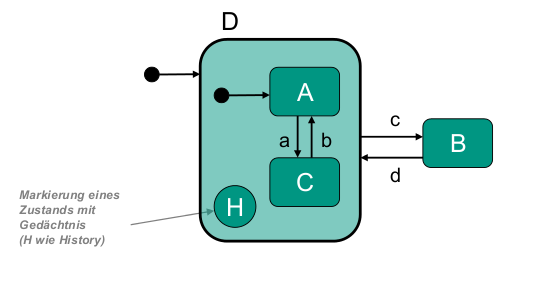 D
A
a
b
C
H
c
B
d
Markierung eines
Zustands mit
Gedächtnis
(H wie History)